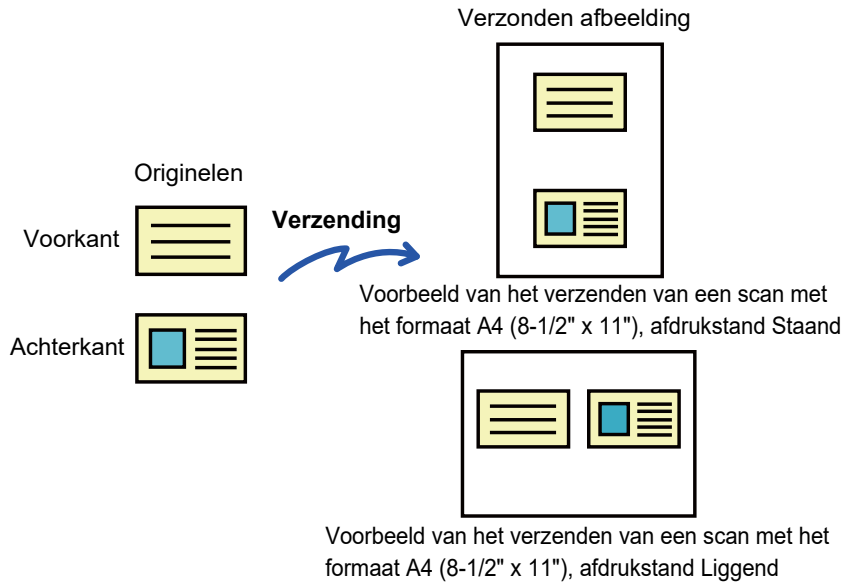 Verzonden afbeelding
Originelen
Voorkant
Verzending
Achterkant
Voorbeeld van het verzenden van een scan met
het formaat A4 (8-1/2" x 11"), afdrukstand Staand
Voorbeeld van het verzenden van een scan met het
formaat A4 (8-1/2" x 11"), afdrukstand Liggend